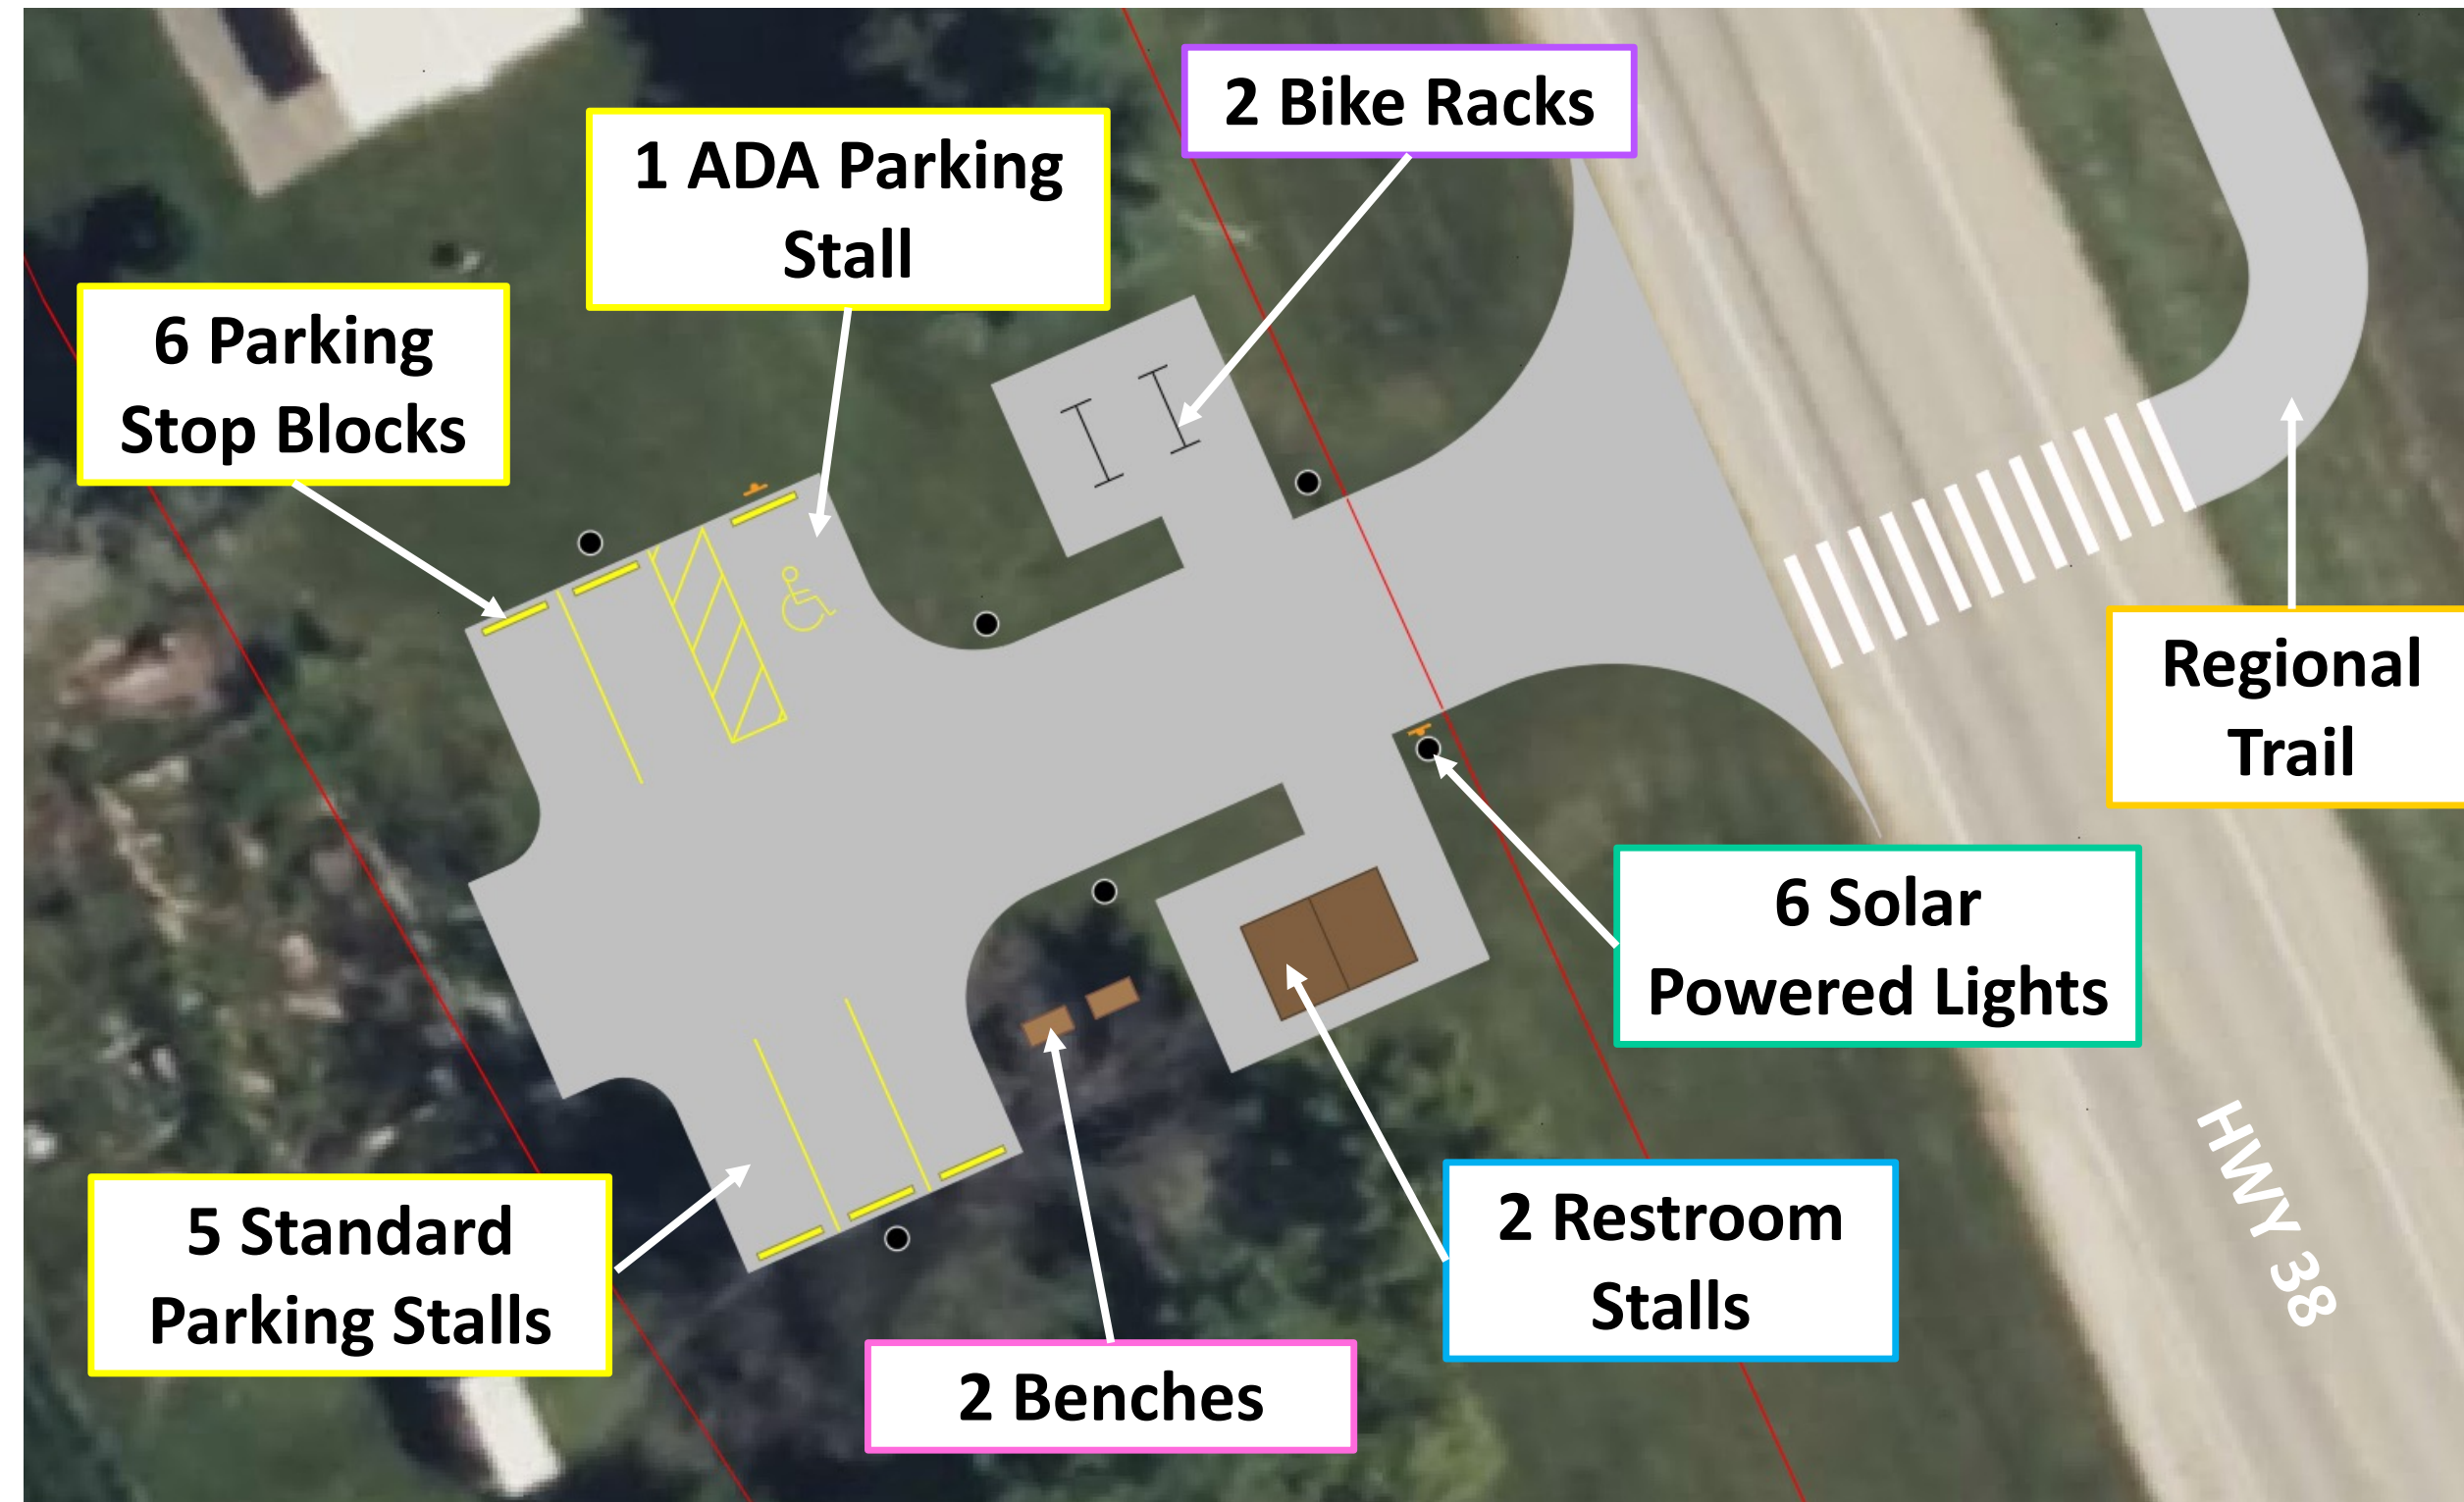 2 Bike Racks
1 ADA Parking
Stall
6 Parking
Stop Blocks
Regional
Trail
6 Solar
Powered Lights
HWY 38
5 Standard
Parking Stalls
2 Restroom
Stalls
2 Benches